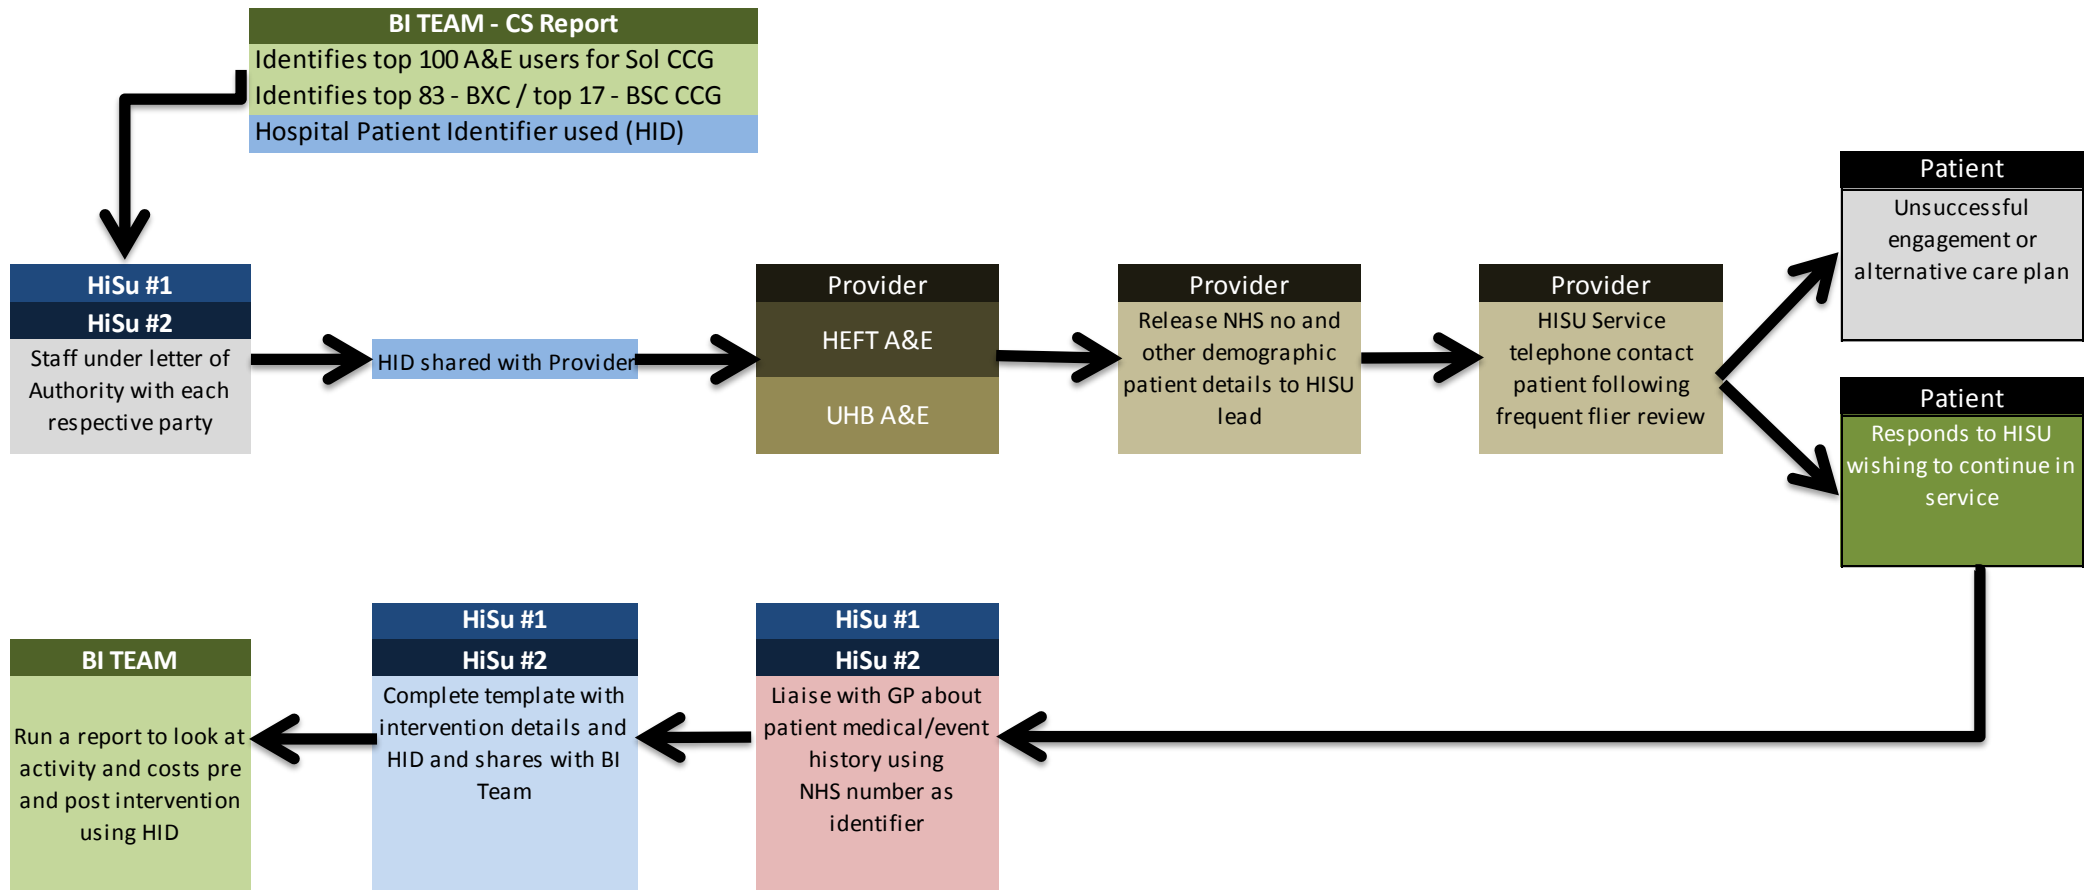 BI TEAM - CS Report
Identifies top 100 A&E users for Sol CCG
Identifies top 83 - BXC / top 17 - BSC CCG
Hospital Patient Identifier used (HID)
HiSu #1
HiSu #2
Staff under letter of
Authority with each
respective party
HID shared with Provider
Provider
HEFT A&E
UHB A&E
Provider
Release NHS no and
other demographic
patient details to HISU
lead
Provider
HISU Service
telephone contact
patient following
frequent flier review
Patient
Unsuccessful
engagement or
alternative care plan
Patient
Responds to HISU
wishing to continue in
service
HiSu #1
HiSu #2
Liaise with GP about
patient medical/event
history using
NHS number as
identifier
HiSu #1
HiSu #2
Complete template with
intervention details and
HID and shares with BI
Team
BI TEAM
Run a report to look at
activity and costs pre
and post intervention
using HID